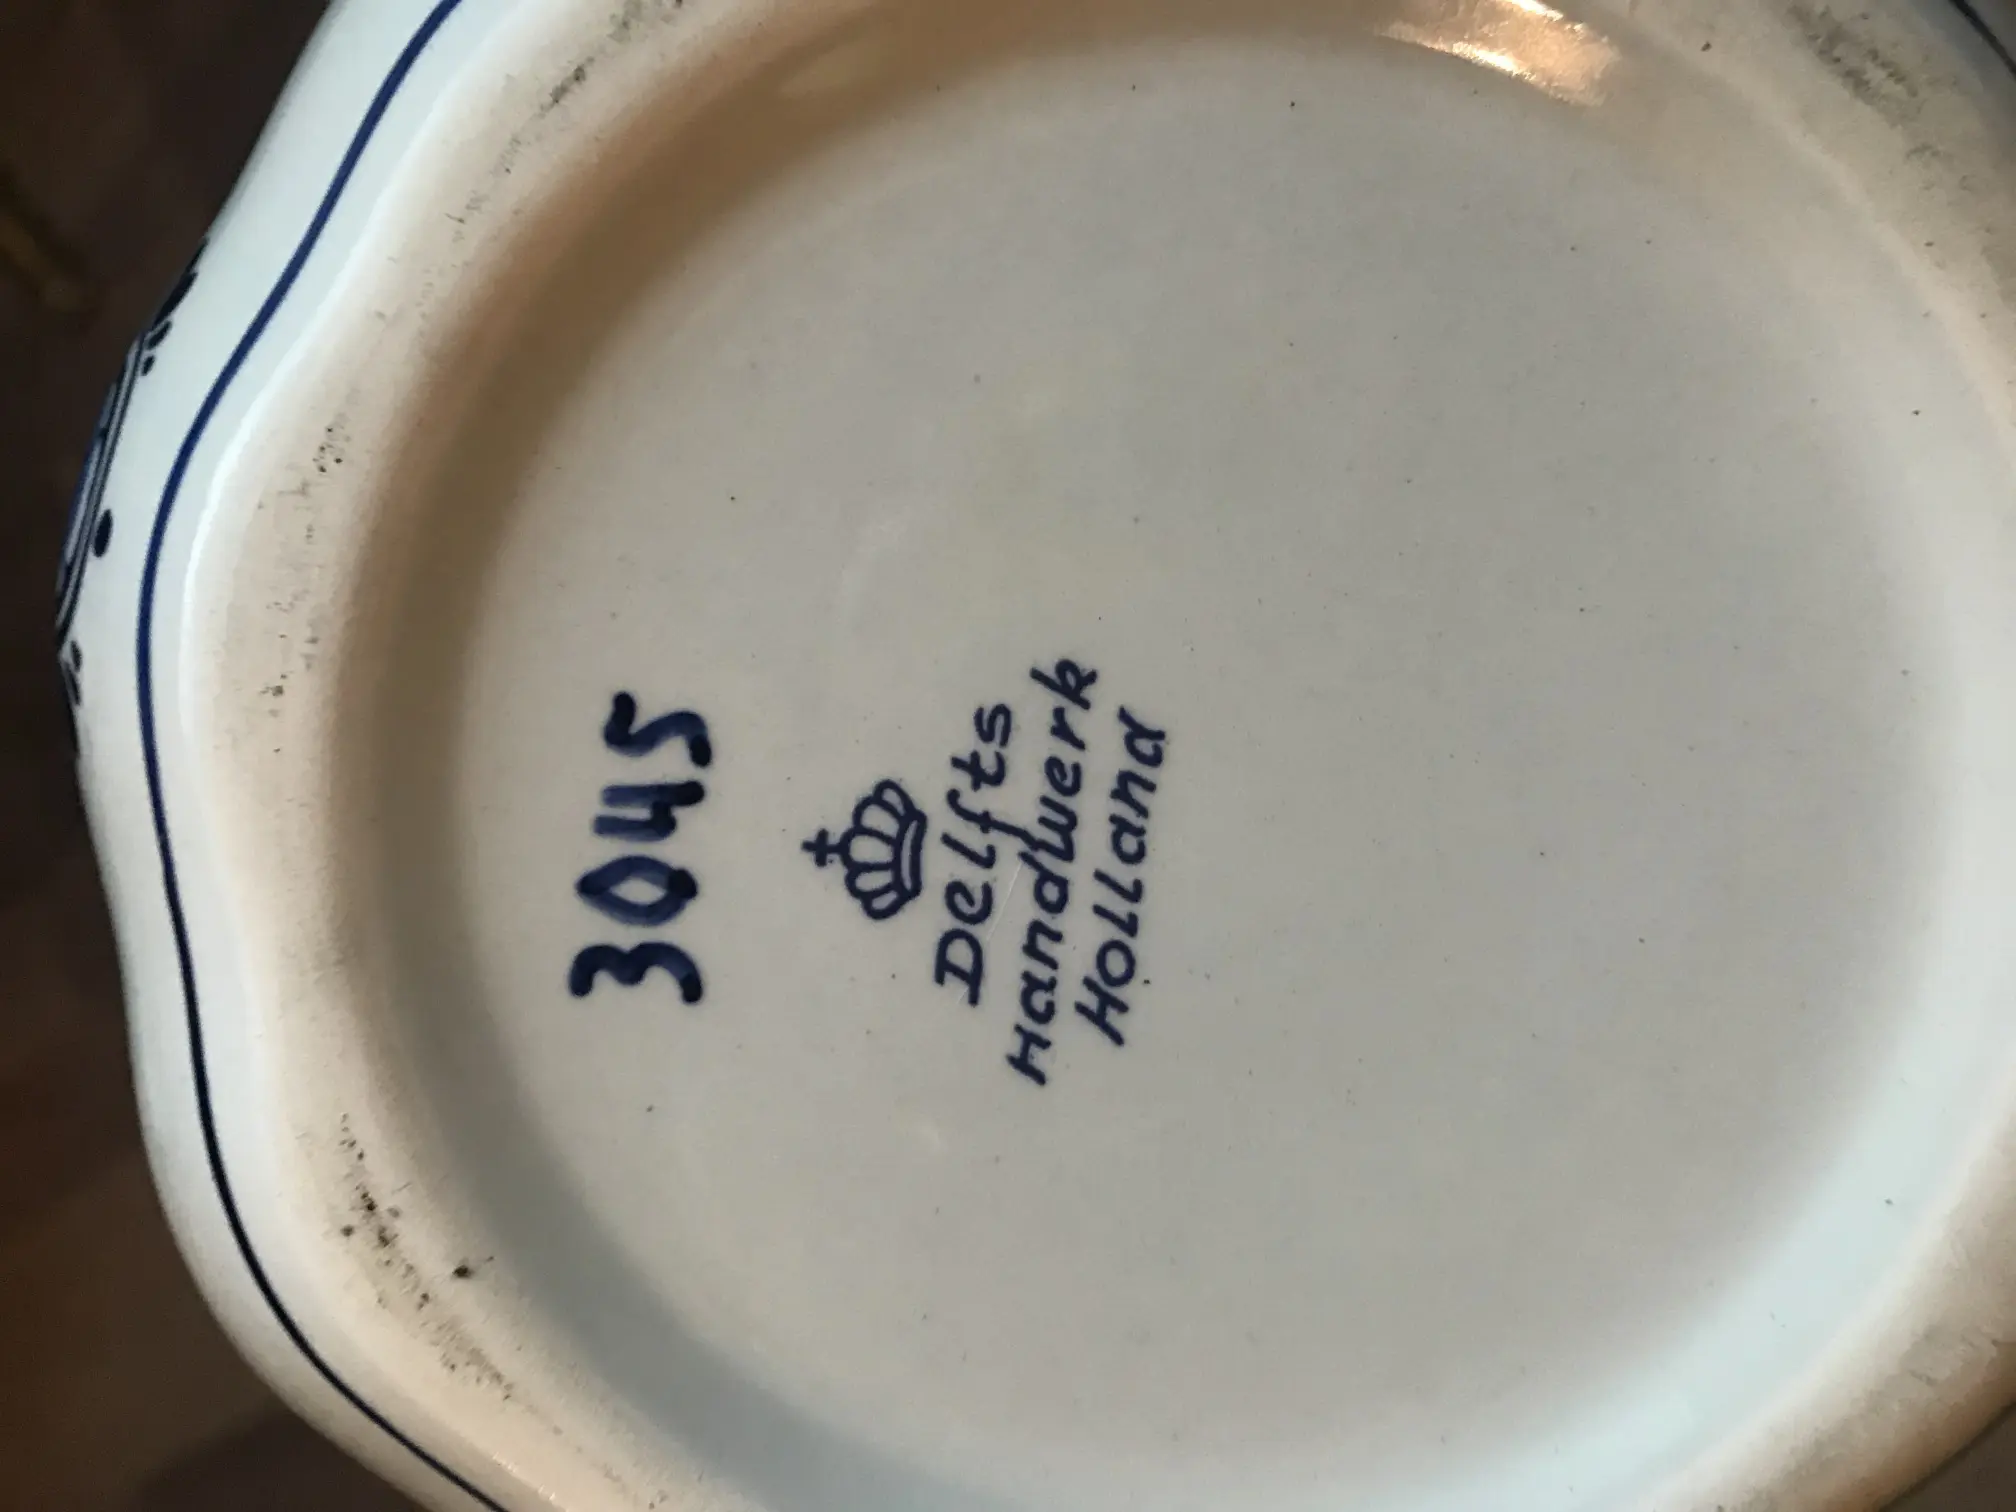 3045
Delfts
Handwerk
Holland